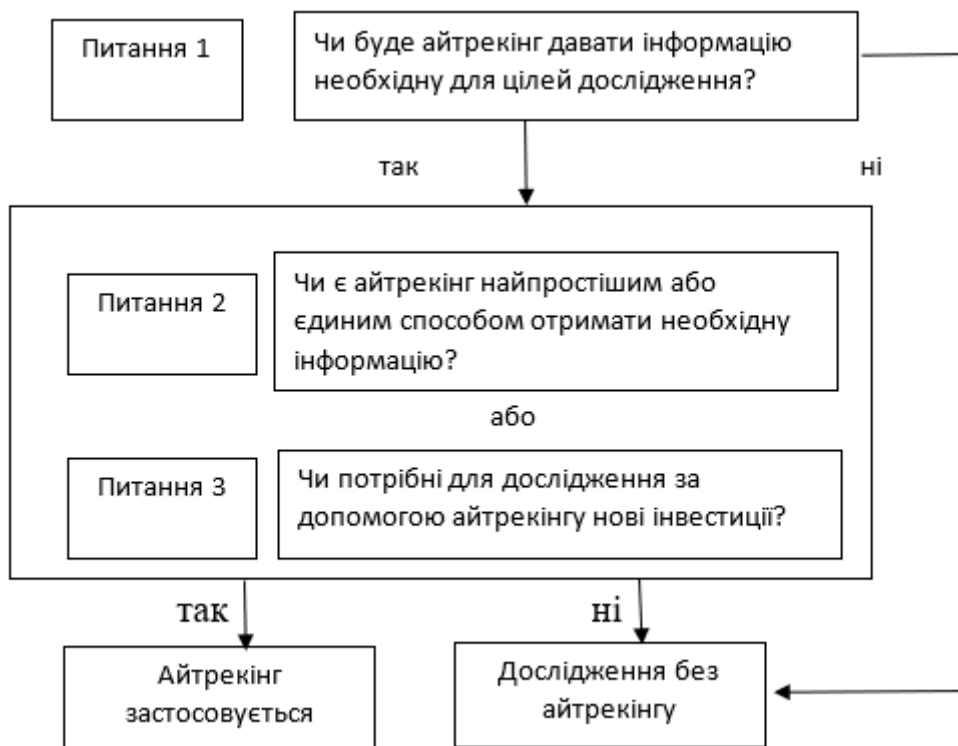 Питання 1
Чи буде айтрекінг давати інформацію
необхідну для цілей дослідження?
так
ні
Питання 2
Чи є айтрекінг найпростішим або
єдиним способом отримати необхідну
інформацію?
або
Питання 3
Чи потрібні для дослідження за
допомогою айтрекінгу нові інвестиції?
так
ні
Айтрекінг
застосовується
Дослідження без
айтрекінгу